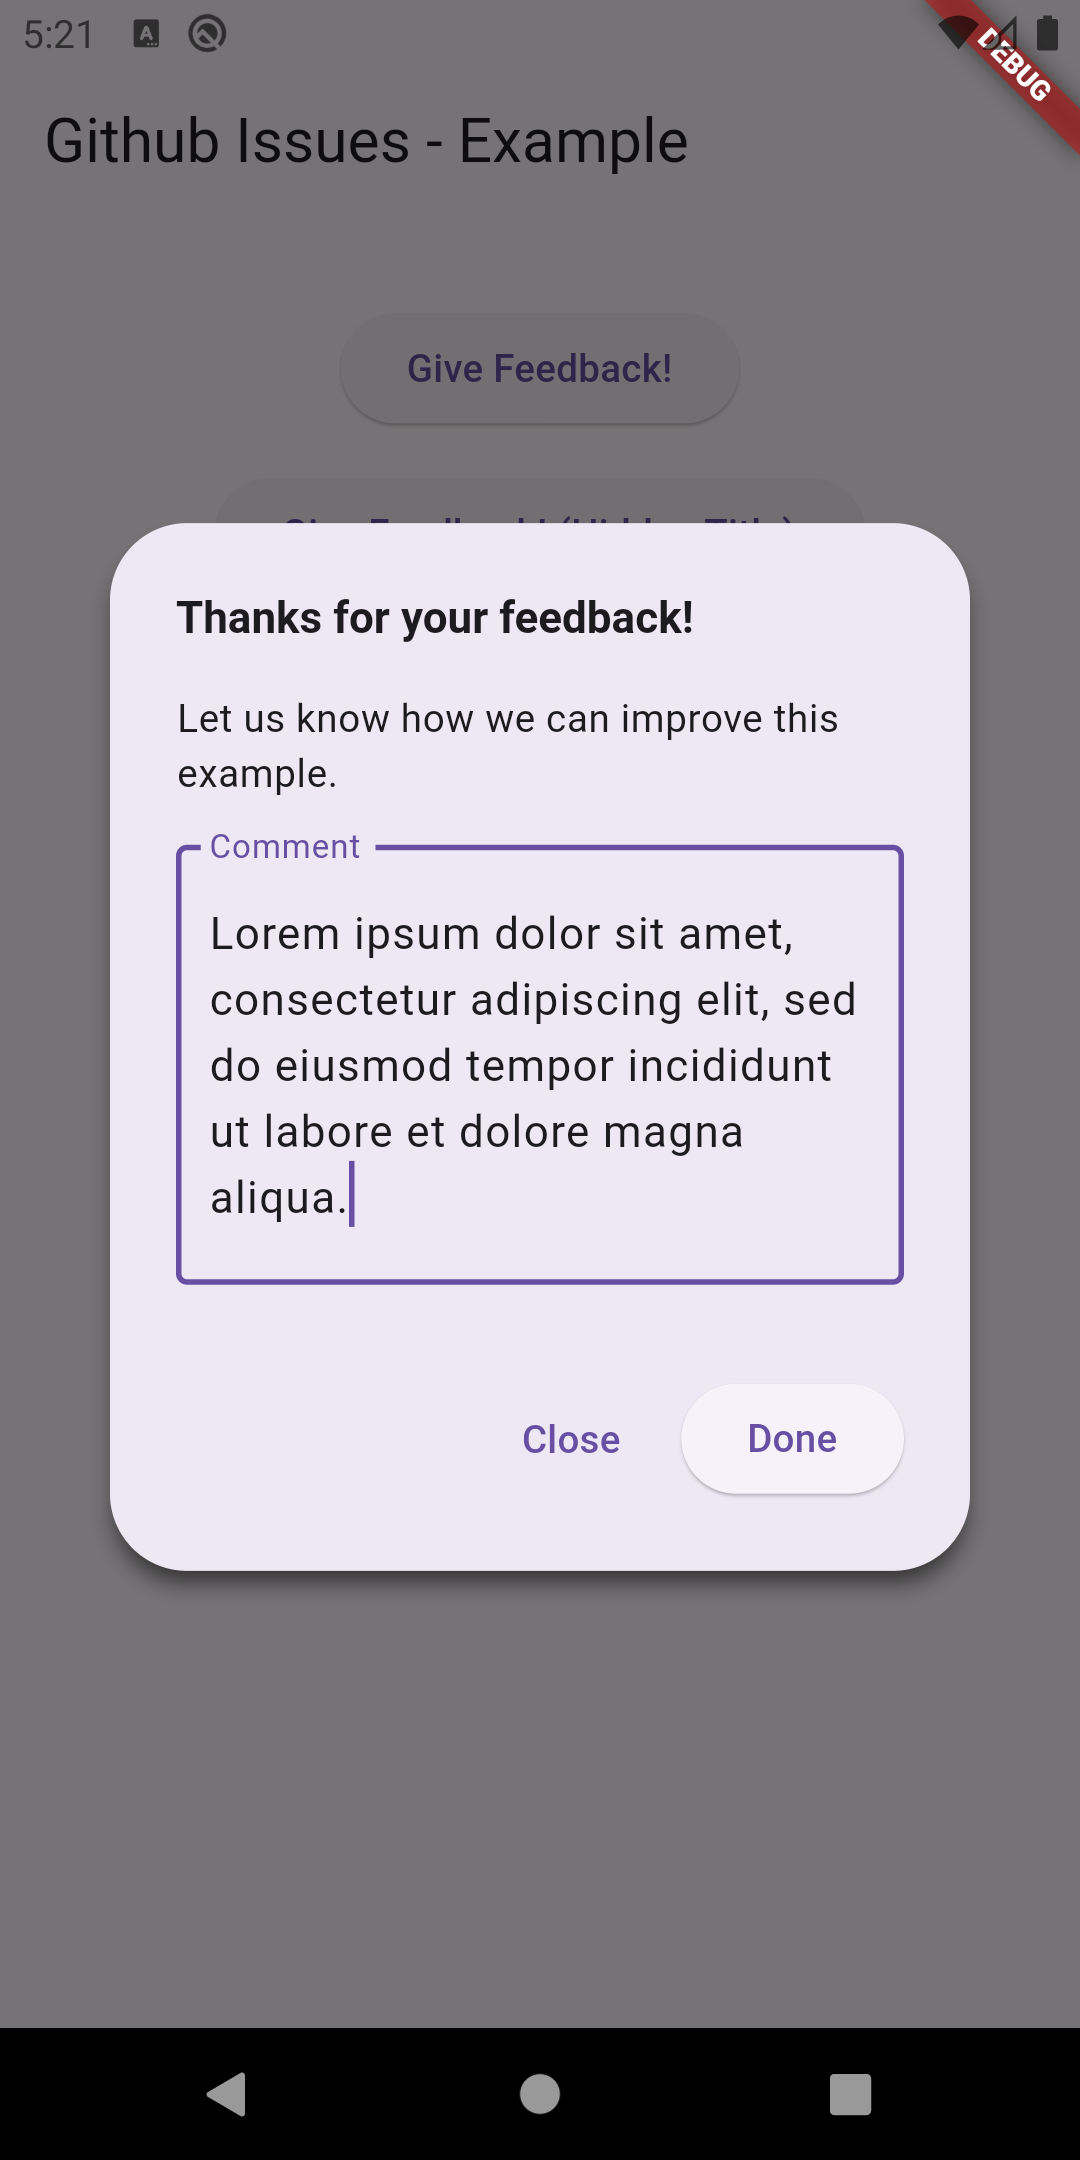 5:21
DEBUG
Github Issues - Example
Give Feedback!
Thanks for your feedback!
Let us know how we can improve this
example.
Comment
Lorem ipsum dolor sit amet,
consectetur adipiscing elit, sed
do eiusmod tempor incididunt
ut labore et dolore magna
aliqua.
Close
Done